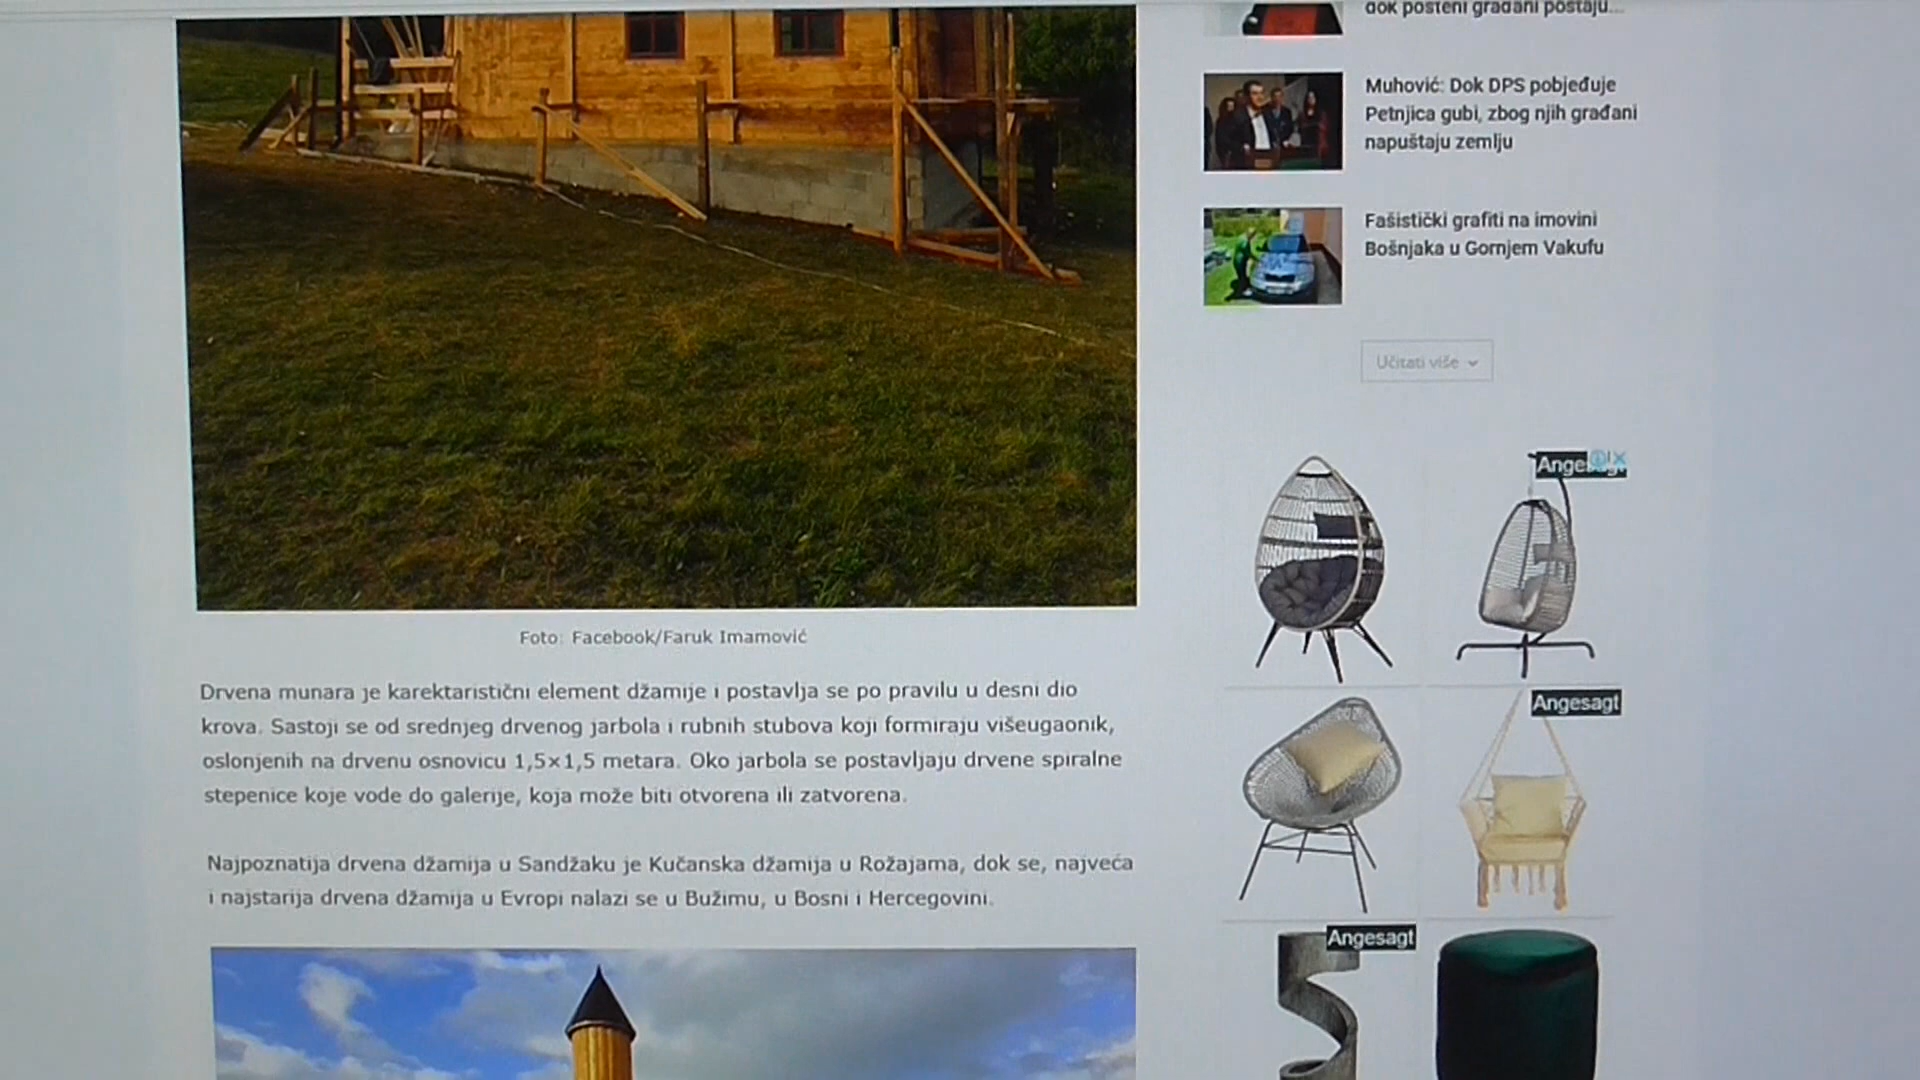 dok pošteni građani postaju...
Muhović: Dok DPS pobjeđuje
Petnjica gubi, zbog njih građani
napuštaju zemlju
Fašistički grafiti na imovini
Bošnjaka u Gornjem Vakufu
Učitati više
Foto: Facebook/Faruk Imamović
Drvena munara je karektaristični element džamije i postavlja se po pravilu u desni dio
krova. Sastoji se od srednjeg drvenog jarbola i rubnih stubova koji formiraju višeugaonik,
oslonjenih na drvenu osnovicu 1,5×1,5 metara. Oko jarbola se postavljaju drvene spiralne
stepenice koje vode do galerije, koja može biti otvorena ili zatvorena.
Najpoznatija drvena džamija u Sandžaku je Kučanska džamija u Rožajama, dok se, najveća
i najstarija drvena džamija u Evropi nalazi se u Bužimu, u Bosni i Hercegovini.
Angesagt
Angesagt
Angesagt